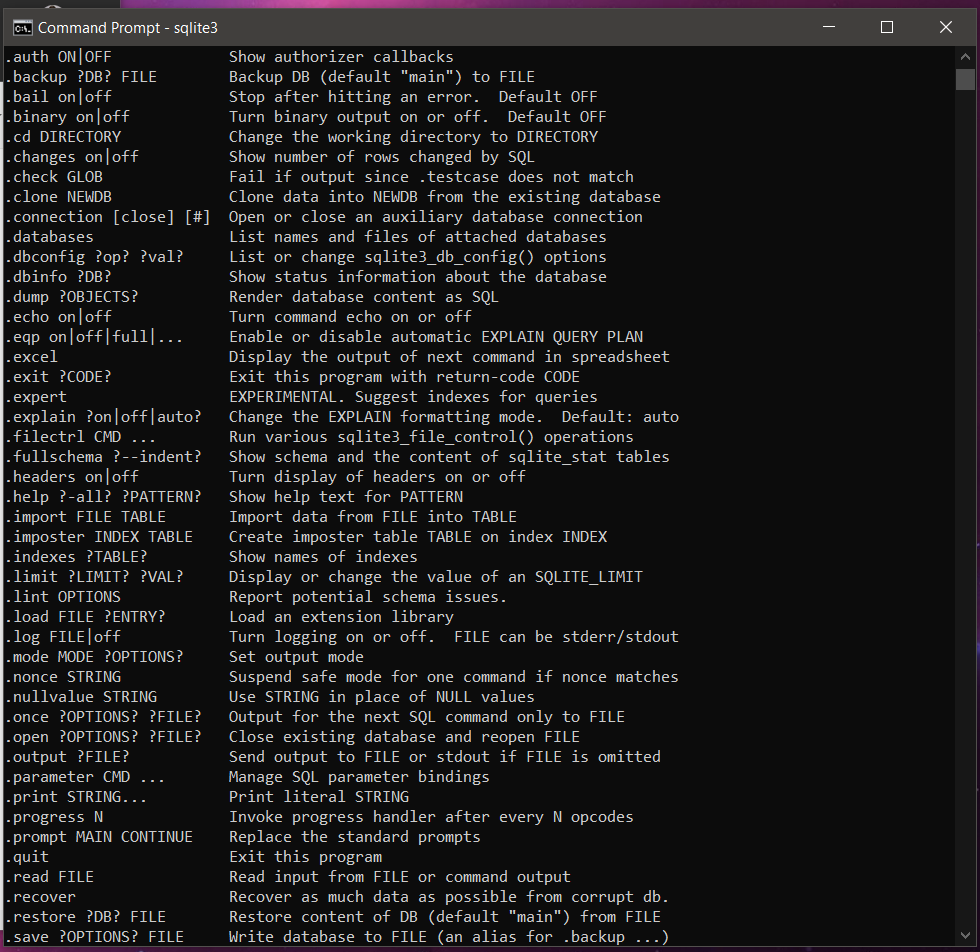 Command Prompt - sqlite3
.auth ON|OFF             Show authorizer callbacks
.backup ?DB? FILE        Backup DB (default "main") to FILE
.bail on|off             Stop after hitting an error.  Default OFF
.binary on|off           Turn binary output on or off.  Default OFF
.cd DIRECTORY            Change the working directory to DIRECTORY
.changes on|off          Show number of rows changed by SQL
.check GLOB              Fail if output since .testcase does not match
.clone NEWDB             Clone data into NEWDB from the existing database
.connection [close] [#]  Open or close an auxiliary database connection
.databases               List names and files of attached databases
.dbconfig ?op? ?val?     List or change sqlite3_db_config() options
.dbinfo ?DB?             Show status information about the database
.dump ?OBJECTS?          Render database content as SQL
.echo on|off             Turn command echo on or off
.eqp on|off|full|...     Enable or disable automatic EXPLAIN QUERY PLAN
.excel                   Display the output of next command in spreadsheet
.exit ?CODE?             Exit this program with return-code CODE
.expert                  EXPERIMENTAL. Suggest indexes for queries
.explain ?on|off|auto?   Change the EXPLAIN formatting mode.  Default: auto
.filectrl CMD ...        Run various sqlite3_file_control() operations
.fullschema ?--indent?   Show schema and the content of sqlite_stat tables
.headers on|off          Turn display of headers on or off
.help ?-all? ?PATTERN?   Show help text for PATTERN
.import FILE TABLE       Import data from FILE into TABLE
.imposter INDEX TABLE    Create imposter table TABLE on index INDEX
.indexes ?TABLE?         Show names of indexes
.limit ?LIMIT? ?VAL?     Display or change the value of an SQLITE_LIMIT
.lint OPTIONS            Report potential schema issues.
.load FILE ?ENTRY?       Load an extension library
.log FILE|off            Turn logging on or off.  FILE can be stderr/stdout
.mode MODE ?OPTIONS?     Set output mode
.nonce STRING            Suspend safe mode for one command if nonce matches
.nullvalue STRING        Use STRING in place of NULL values
.once ?OPTIONS? ?FILE?   Output for the next SQL command only to FILE
.open ?OPTIONS? ?FILE?   Close existing database and reopen FILE
.output ?FILE?           Send output to FILE or stdout if FILE is omitted
.parameter CMD ...       Manage SQL parameter bindings
.print STRING...         Print literal STRING
.progress N              Invoke progress handler after every N opcodes
.prompt MAIN CONTINUE    Replace the standard prompts
.quit                    Exit this program
.read FILE               Read input from FILE or command output
.recover                 Recover as much data as possible from corrupt db.
.restore ?DB? FILE       Restore content of DB (default "main") from FILE
.save ?OPTIONS? FILE     Write database to FILE (an alias for .backup ...)